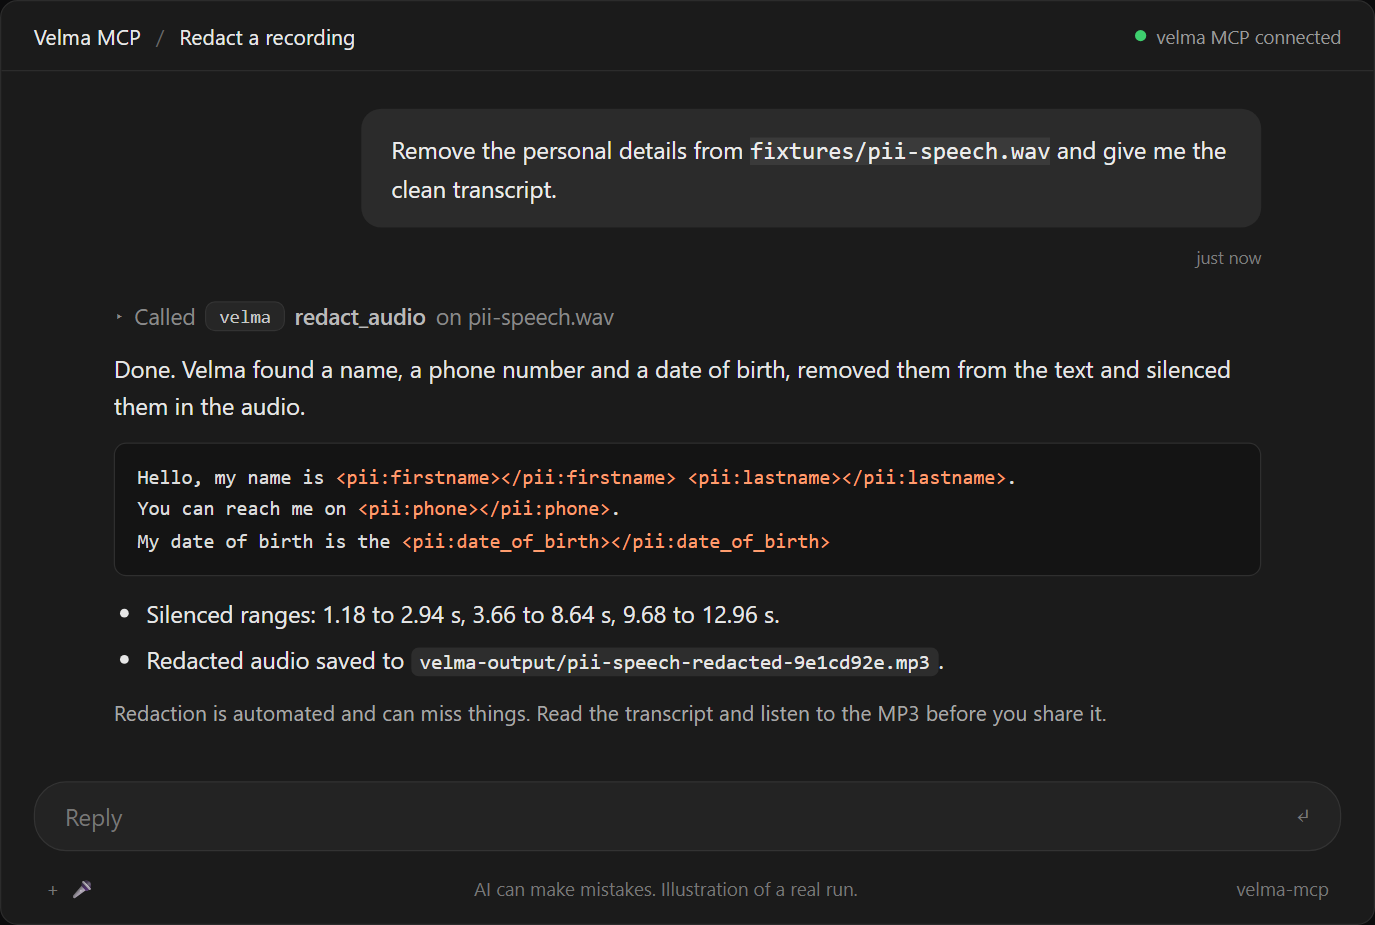 Velma MCP / Redact a recording
velma MCP connected
Remove the personal details from fixtures/pii-speech.wav and give me the
clean transcript.
just now
Called velma redact_audio on pii-speech.wav
Done. Velma found a name, a phone number and a date of birth, removed them from the text and silenced
them in the audio.
Hello, my name is <pii:firstname></pii:firstname> <pii:lastname></pii:lastname>.
You can reach me on <pii:phone></pii:phone>.
My date of birth is the <pii:date_of_birth></pii:date_of_birth>
• Silenced ranges: 1.18 to 2.94 s, 3.66 to 8.64 s, 9.68 to 12.96 s.
• Redacted audio saved to velma-output/pii-speech-redacted-9e1cd92e.mp3.
Redaction is automated and can miss things. Read the transcript and listen to the MP3 before you share it.
Reply
AI can make mistakes. Illustration of a real run.
velma-mcp